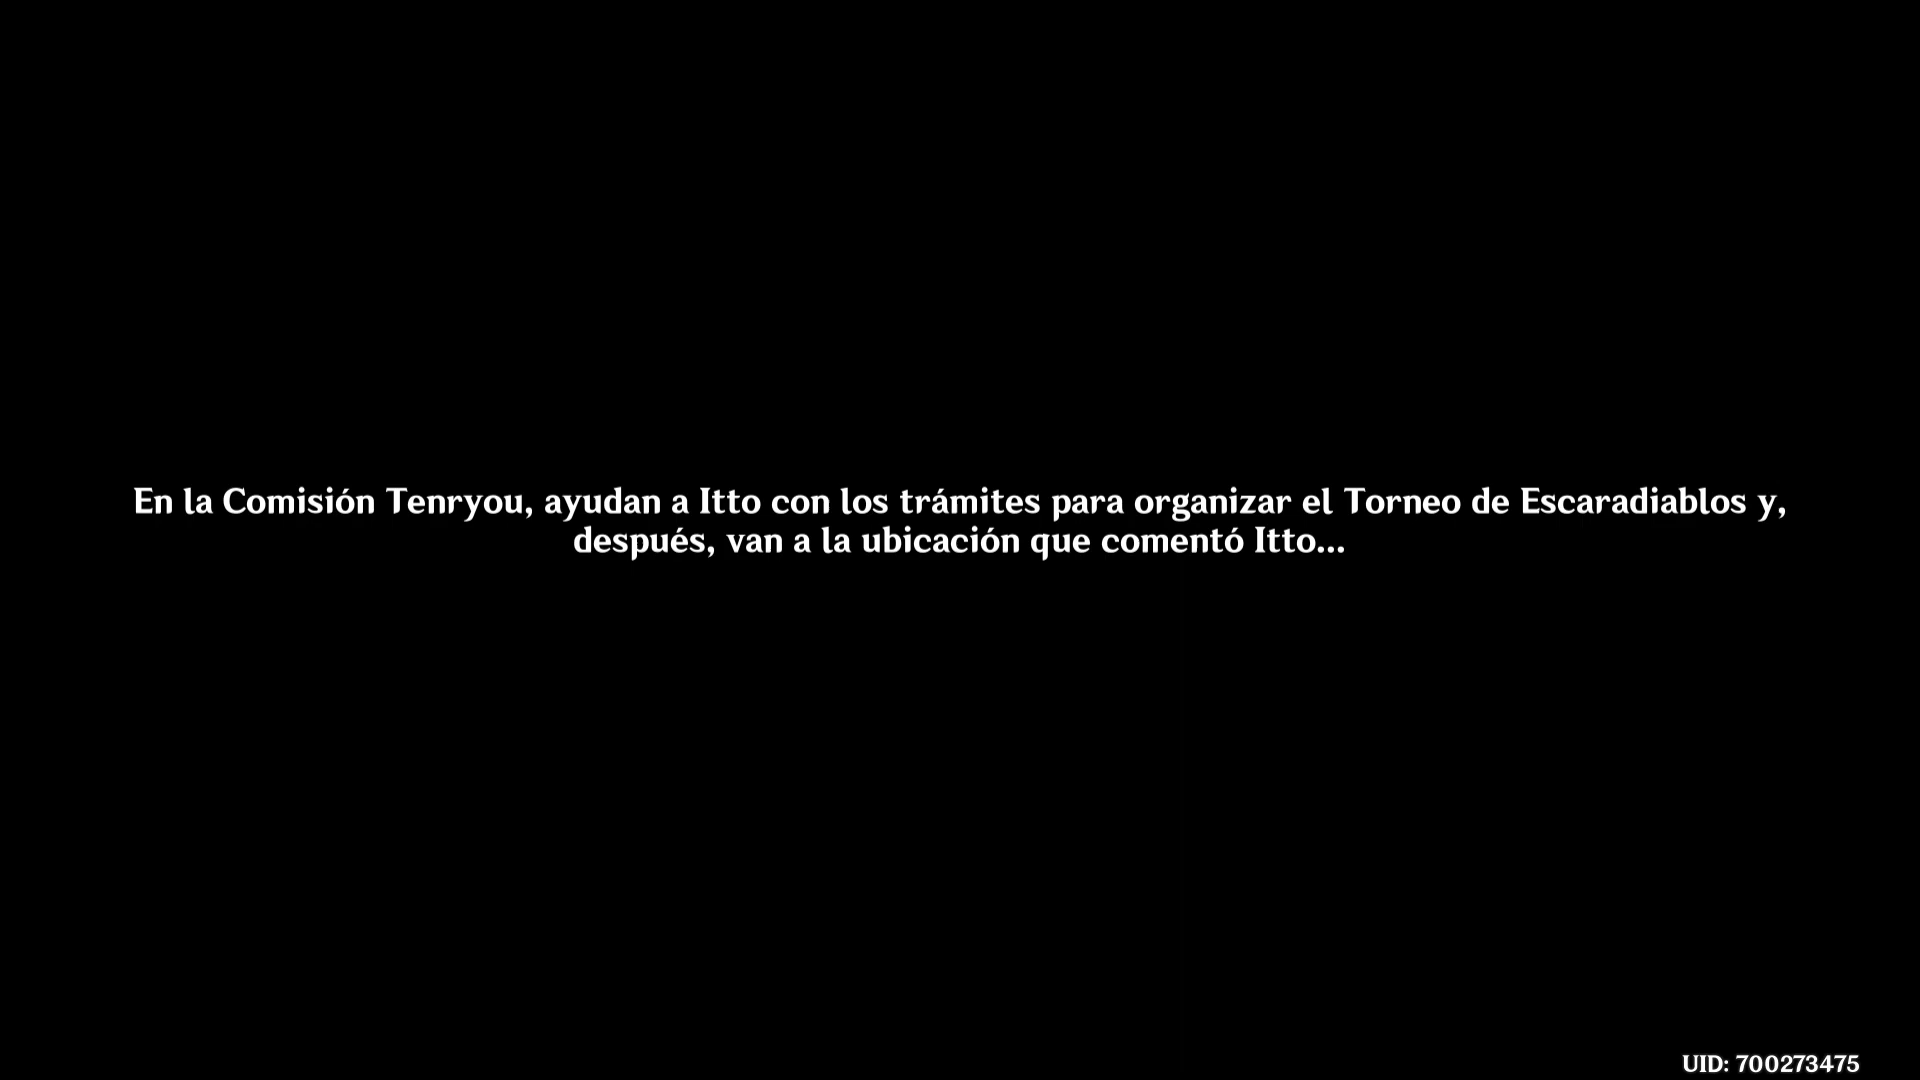 En la Comisión Tenryou, ayudan a Itto con los trámites para organizar el Torneo de Escaradiablos y,
después, van a la ubicación que comentó Itto...
UID: 700273475